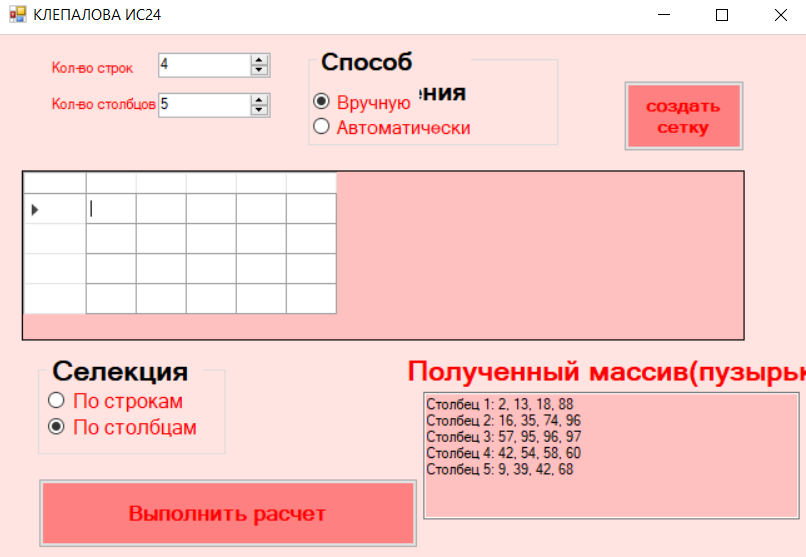 КЛЕПАЛОВА ИС24
Кол-во строк 4
Кол-во столбцов 5
Способ
ения
Вручную
Автоматически
создать
сетку
Селекция
По строкам
По столбцам
Выполнить расчет
Полученный массив(пузырьк
Столбец 1: 2, 13, 18, 88
Столбец 2: 16, 35, 74, 96
Столбец 3: 57, 95, 96, 97
Столбец 4: 42, 54, 58, 60
Столбец 5: 9, 39, 42, 68